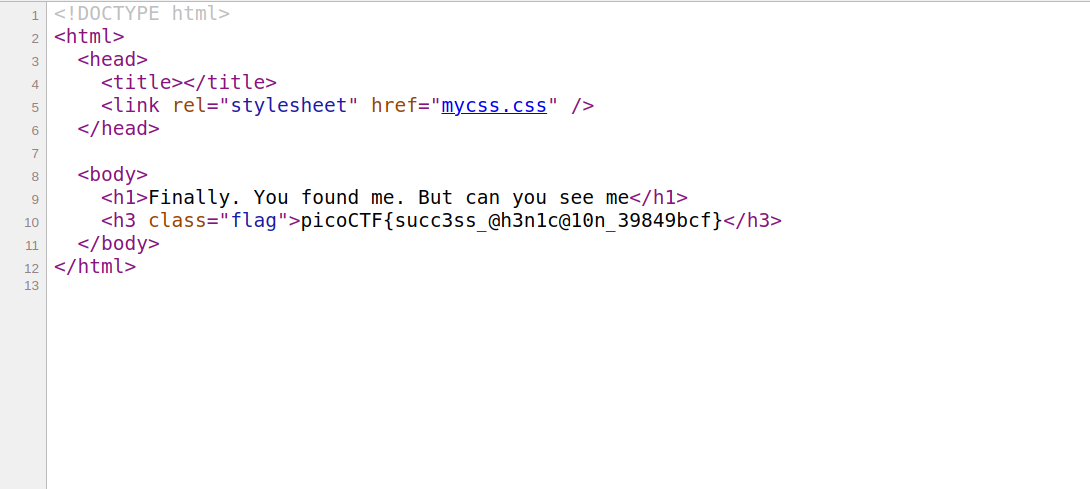 1 <!DOCTYPE html>
2 <html>
3   <head>
4     <title></title>
5     <link rel="stylesheet" href="mycss.css" />
6   </head>
7
8   <body>
9     <h1>Finally. You found me. But can you see me</h1>
10     <h3 class="flag">picoCTF{succ3ss_@h3n1c@10n_39849bcf}</h3>
11   </body>
12 </html>
13